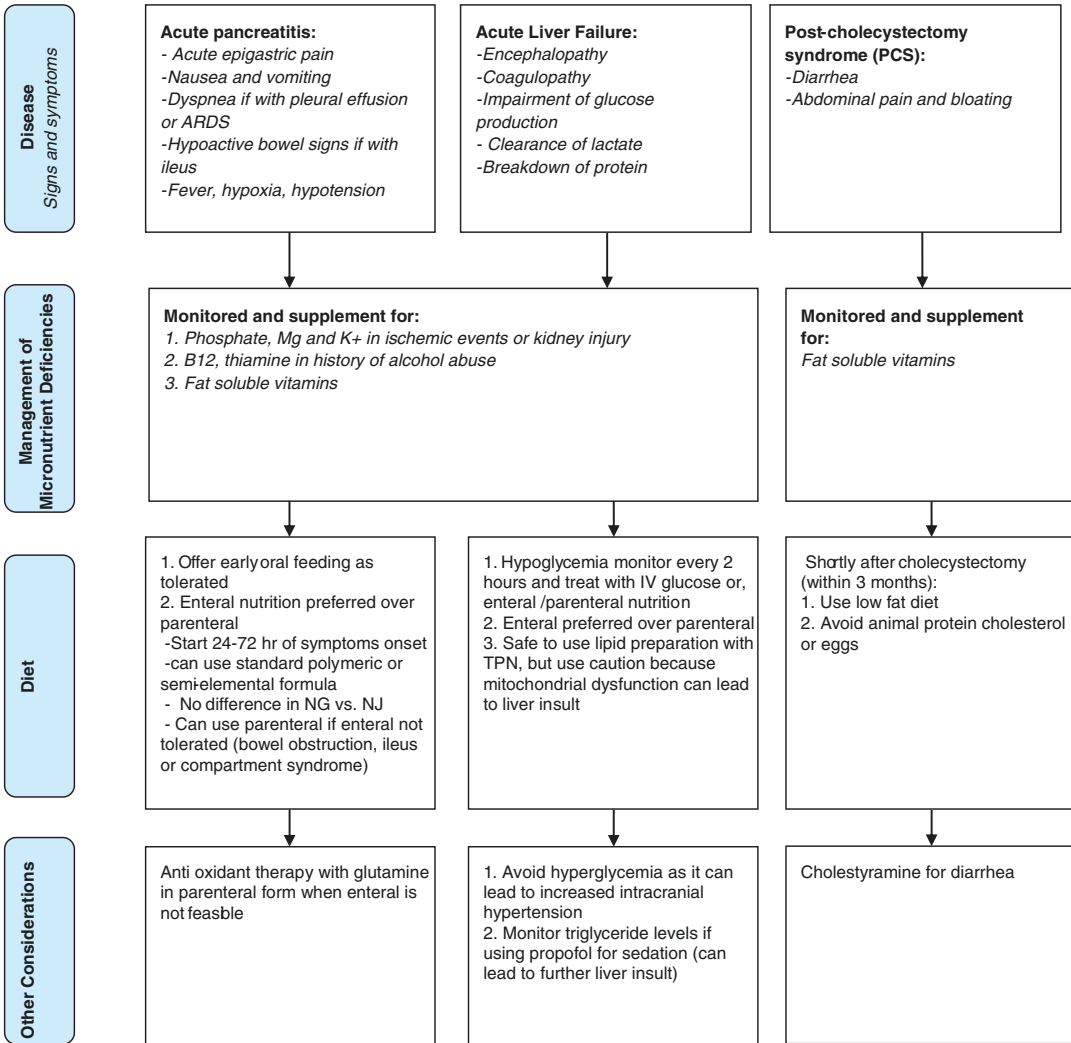 Disease
Signs and symptoms
Acute pancreatitis:
- Acute epigastric pain
-Nausea and vomiting
-Dyspnea if with pleural effusion
or ARDS
-Hypoactive bowel signs if with
ileus
-Fever, hypoxia, hypotension
Acute Liver Failure:
-Encephalopathy
-Coagulopathy
-Impairment of glucose
production
- Clearance of lactate
-Breakdown of protein
Post-cholecystectomy
syndrome (PCS):
-Diarrhea
-Abdominal pain and bloating
Management of
Micronutrient Deficiencies
Monitored and supplement for:
1. Phosphate, Mg and K+ in ischemic events or kidney injury
2. B12, thiamine in history of alcohol abuse
3. Fat soluble vitamins
Monitored and supplement
for:
Fat soluble vitamins
Diet
1. Offer early oral feeding as
tolerated
2. Enteral nutrition preferred over
parenteral
-Start 24-72 hr of symptoms onset
-can use standard polymeric or
semi-elemental formula
- No difference in NG vs. NJ
- Can use parenteral if enteral not
tolerated (bowel obstruction, ileus
or compartment syndrome)
1. Hypoglycemia monitor every 2
hours and treat with IV glucose or,
enteral /parenteral nutrition
2. Enteral preferred over parenteral
3. Safe to use lipid preparation with
TPN, but use caution because
mitochondrial dysfunction can lead
to liver insult
Shortly after cholecystectomy
(within 3 months):
1. Use low fat diet
2. Avoid animal protein cholesterol
or eggs
Other Considerations
Anti oxidant therapy with glutamine
in parenteral form when enteral is
not feasible
1. Avoid hyperglycemia as it can
lead to increased intracranial
hypertension
2. Monitor triglyceride levels if
using propofol for sedation (can
lead to further liver insult)
Cholestyramine for diarrhea